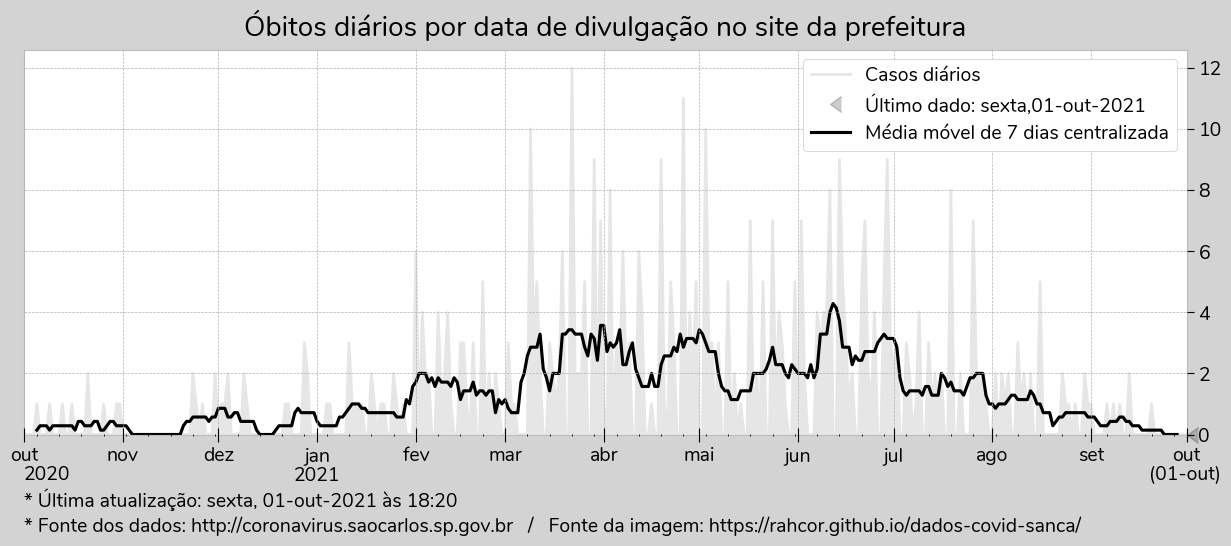 Óbitos diários por data de divulgação no site da prefeitura
Casos diários
Último dado: sexta,01-out-2021
Média móvel de 7 dias centralizada
12
10
8
6
4
2
0
out nov dez jan fev mar abr mai jun jul ago set out
2020 2021 (01-out)
* Última atualização: sexta, 01-out-2021 às 18:20
* Fonte dos dados: http://coronavirus.saocarlos.sp.gov.br / Fonte da imagem: https://rahcor.github.io/dados-covid-sanca/